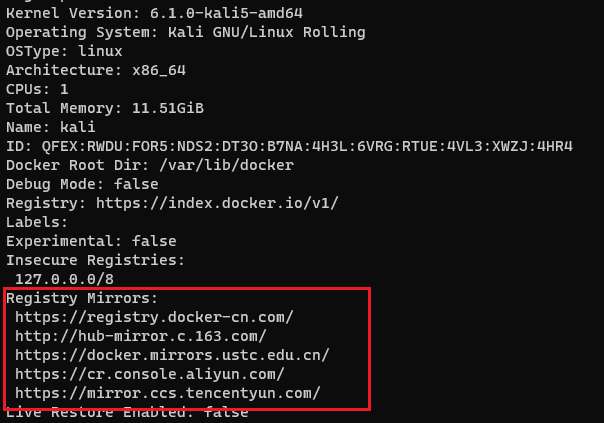 Kernel Version: 6.1.0-kali5-amd64
Operating System: Kali GNU/Linux Rolling
OSType: linux
Architecture: x86_64
CPUs: 1
Total Memory: 11.51GiB
Name: kali
ID: QFEX:RWDU:FOR5:NDS2:DT3O:B7NA:4H3L:6VRG:RTUE:4VL3:XWZJ:4HR4
Docker Root Dir: /var/lib/docker
Debug Mode: false
Registry: https://index.docker.io/v1/
Labels:
Experimental: false
Insecure Registries:
127.0.0.0/8
Registry Mirrors:
https://registry.docker-cn.com/
http://hub-mirror.c.163.com/
https://docker.mirrors.ustc.edu.cn/
https://cr.console.aliyun.com/
https://mirror.ccs.tencentyun.com/
Live Restore Enabled: false